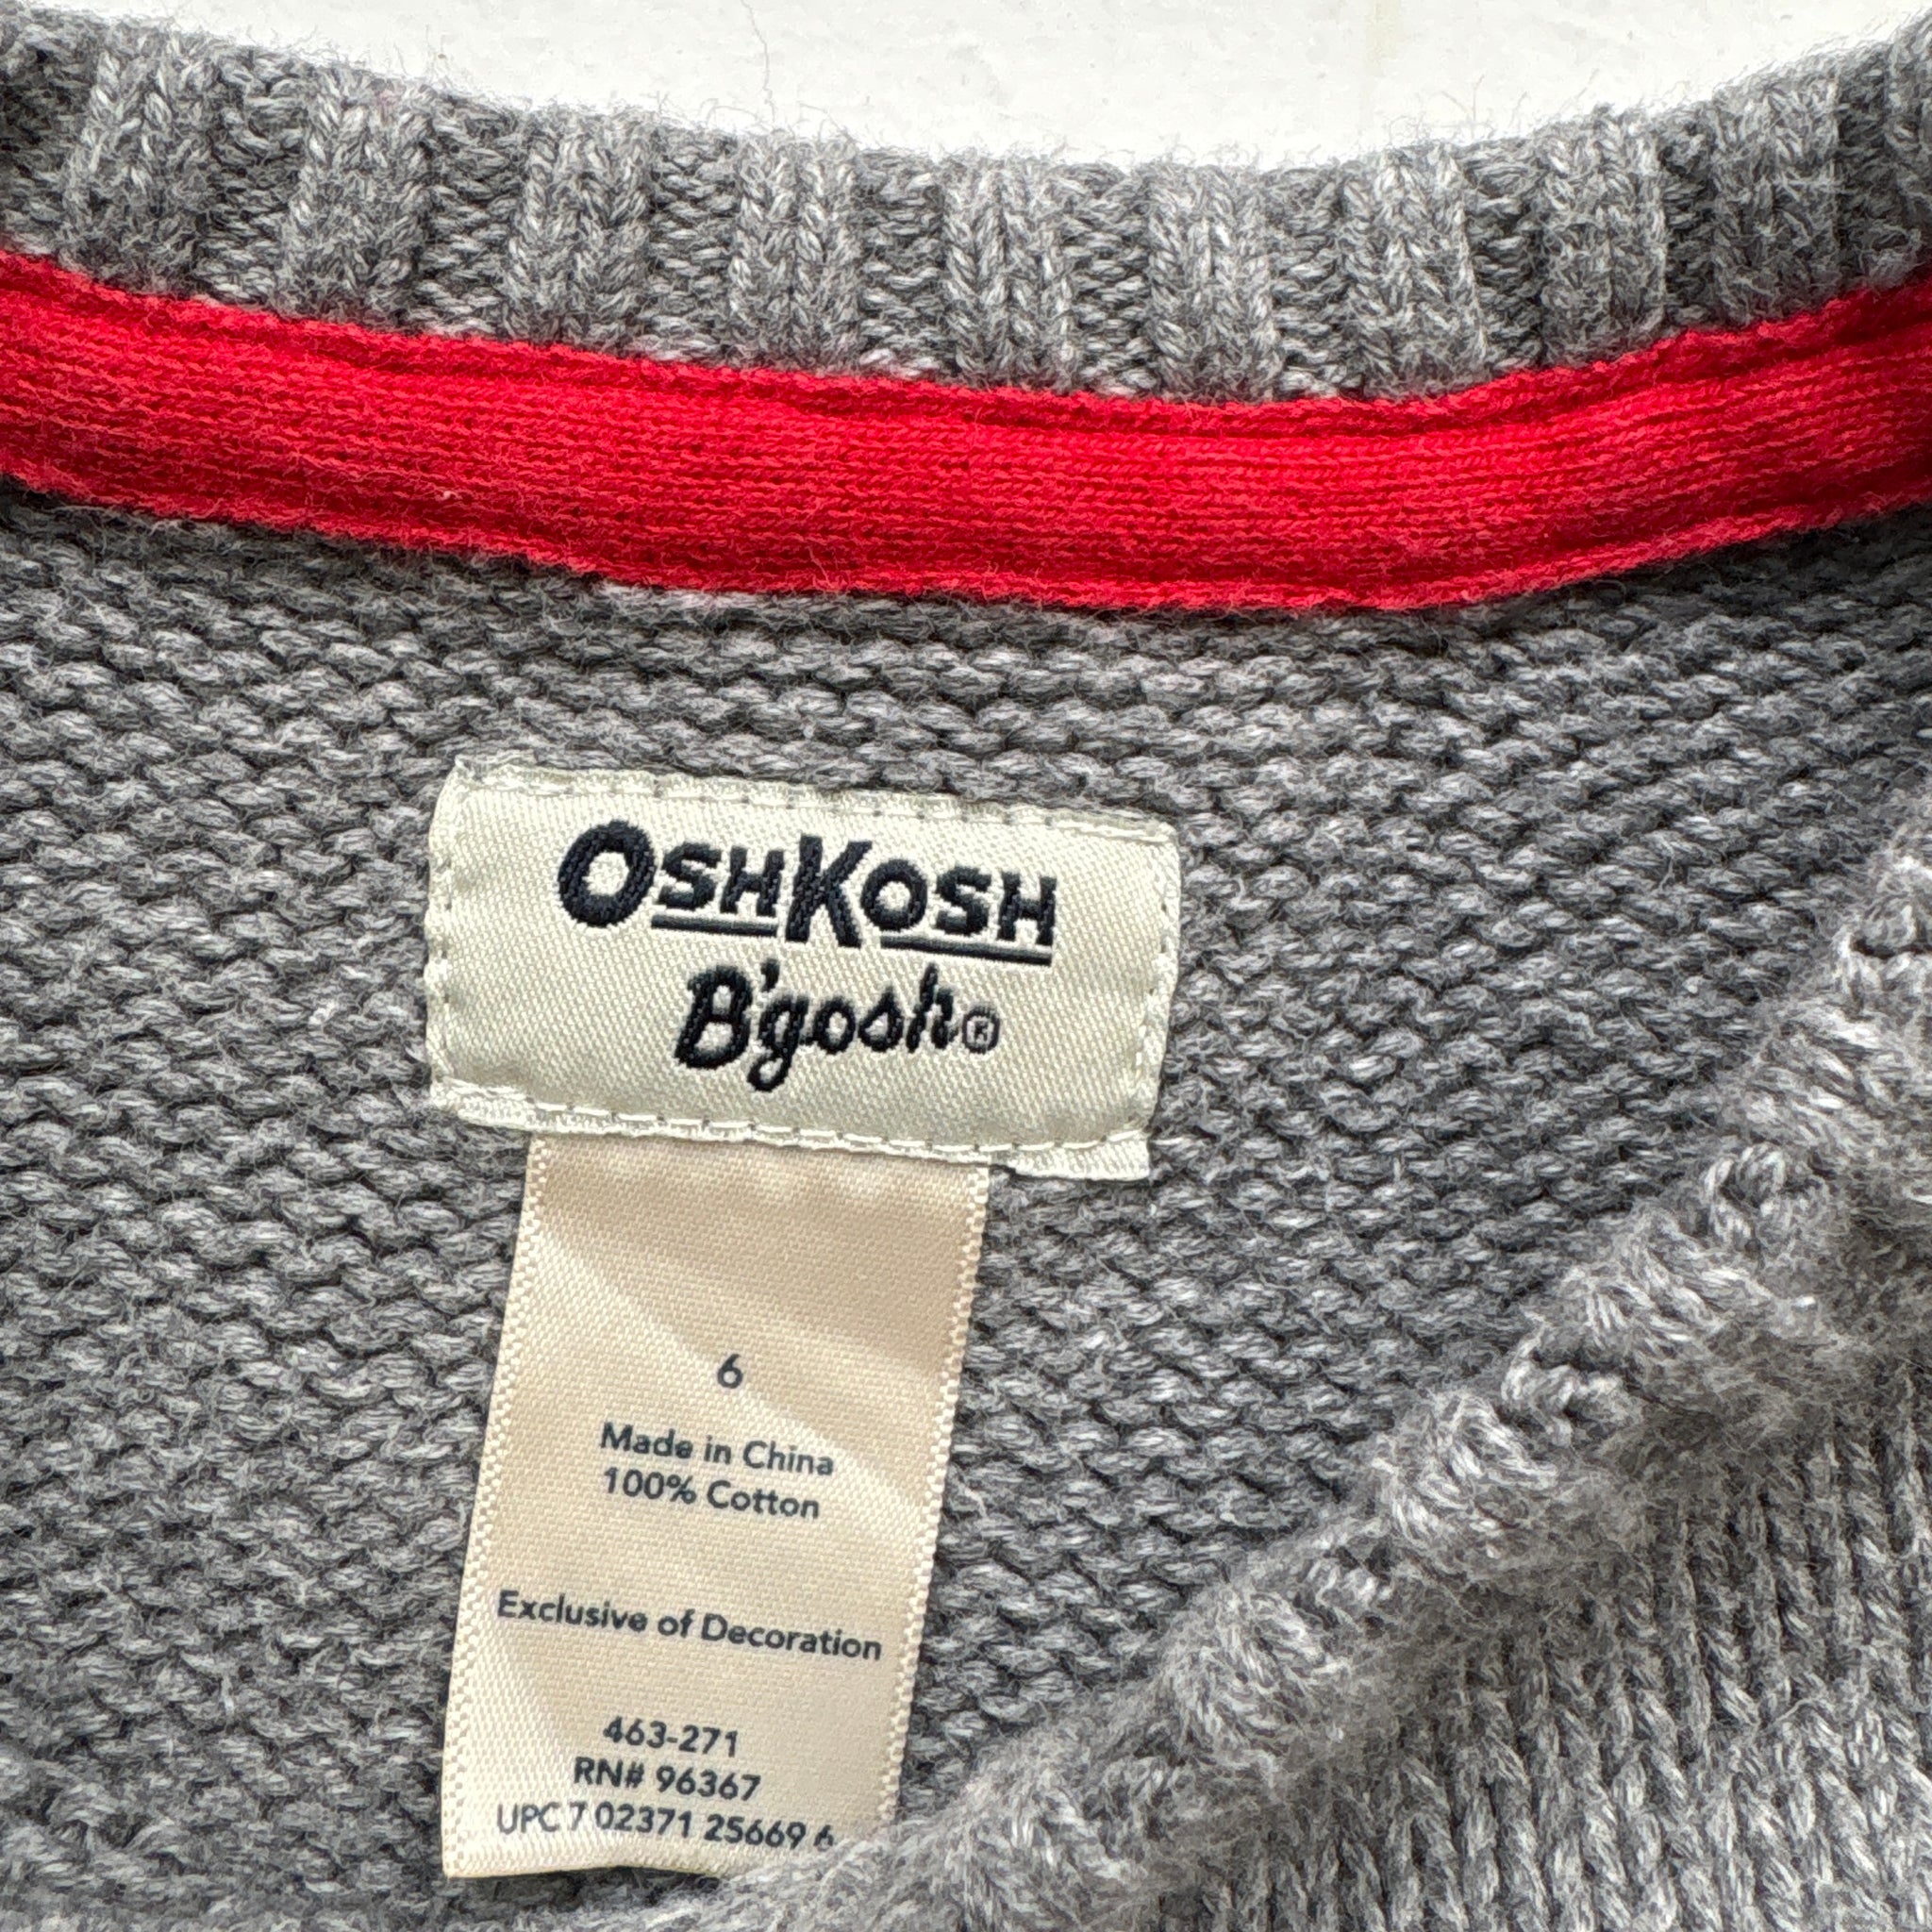 OSHKOSH
B'gosh®
6
Made in China
100% Cotton
Exclusive of Decoration
463-271
RN# 96367
UPC 7 02371 25669 6